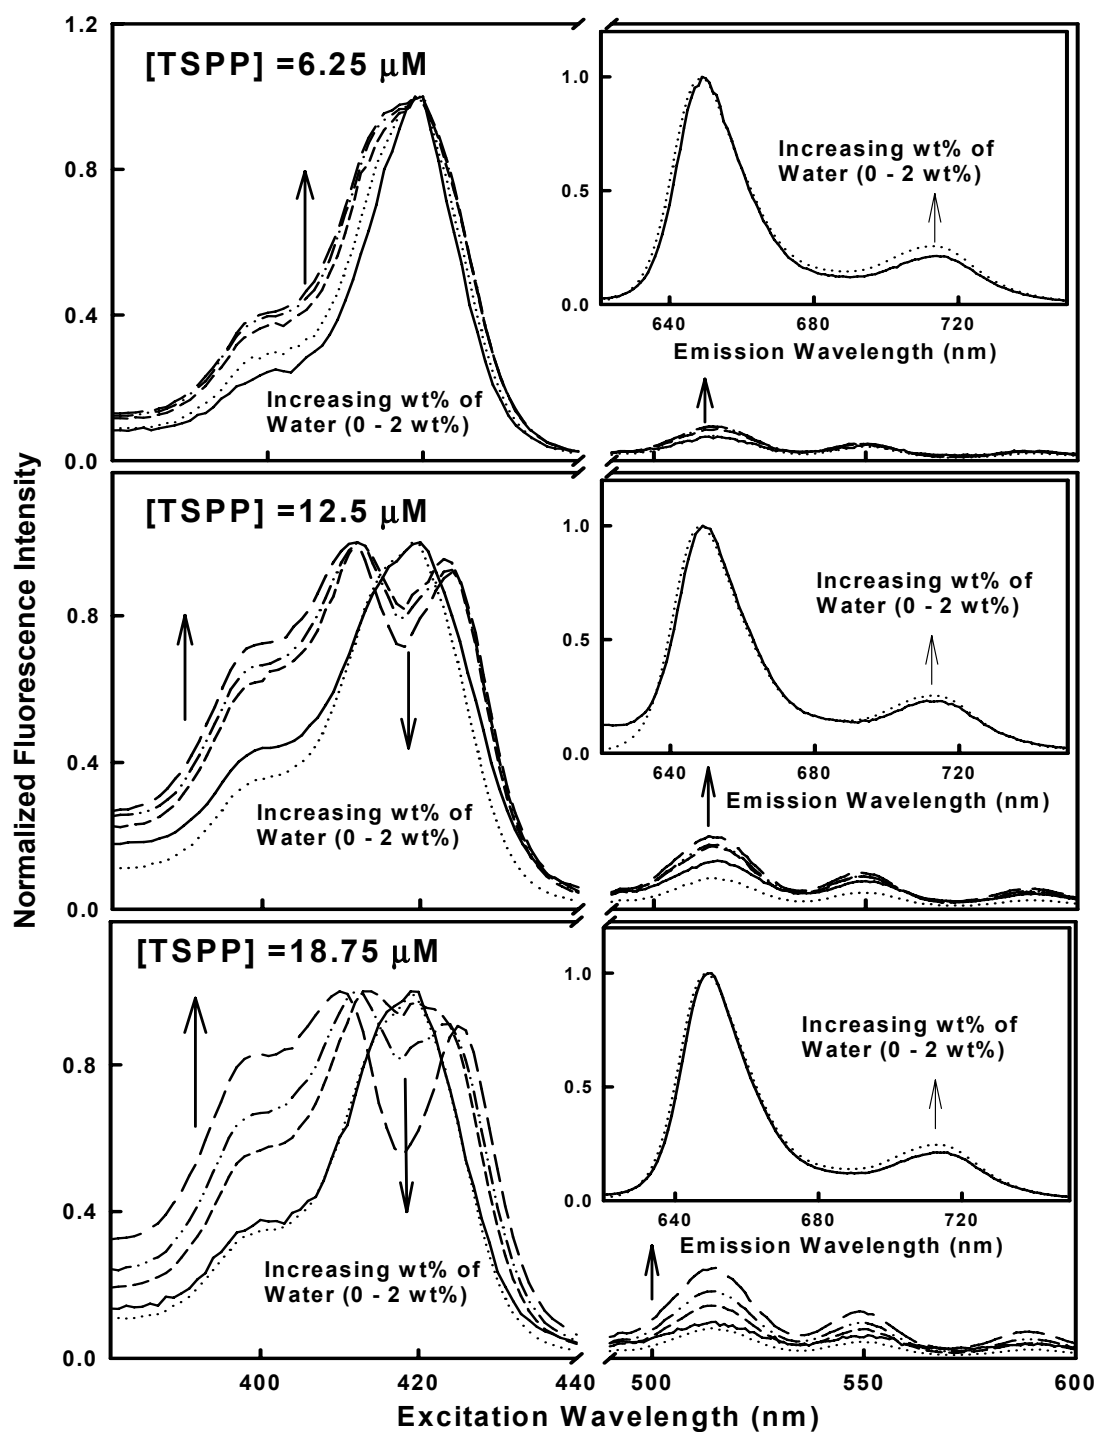 1.2
[TSPP] =6.25 μM
1.0
Increasing wt% of
Water (0 - 2 wt%)
0.8
0.5
0.0
640
680
720
Emission Wavelength (nm)
0.4
Increasing wt% of
Water (0 - 2 wt%)
0.0
[TSPP] =12.5 μM
1.0
Increasing wt% of
Water (0 - 2 wt%)
0.8
0.5
0.0
640
680
720
Emission Wavelength (nm)
0.4
Increasing wt% of
Water (0 - 2 wt%)
0.0
Normalized Fluorescence Intensity
[TSPP] =18.75 μM
1.0
Increasing wt% of
Water (0 - 2 wt%)
0.8
0.5
0.0
640
680
720
Emission Wavelength (nm)
0.4
Increasing wt% of
Water (0 - 2 wt%)
0.0
400
420
440
500
550
600
Excitation Wavelength (nm)